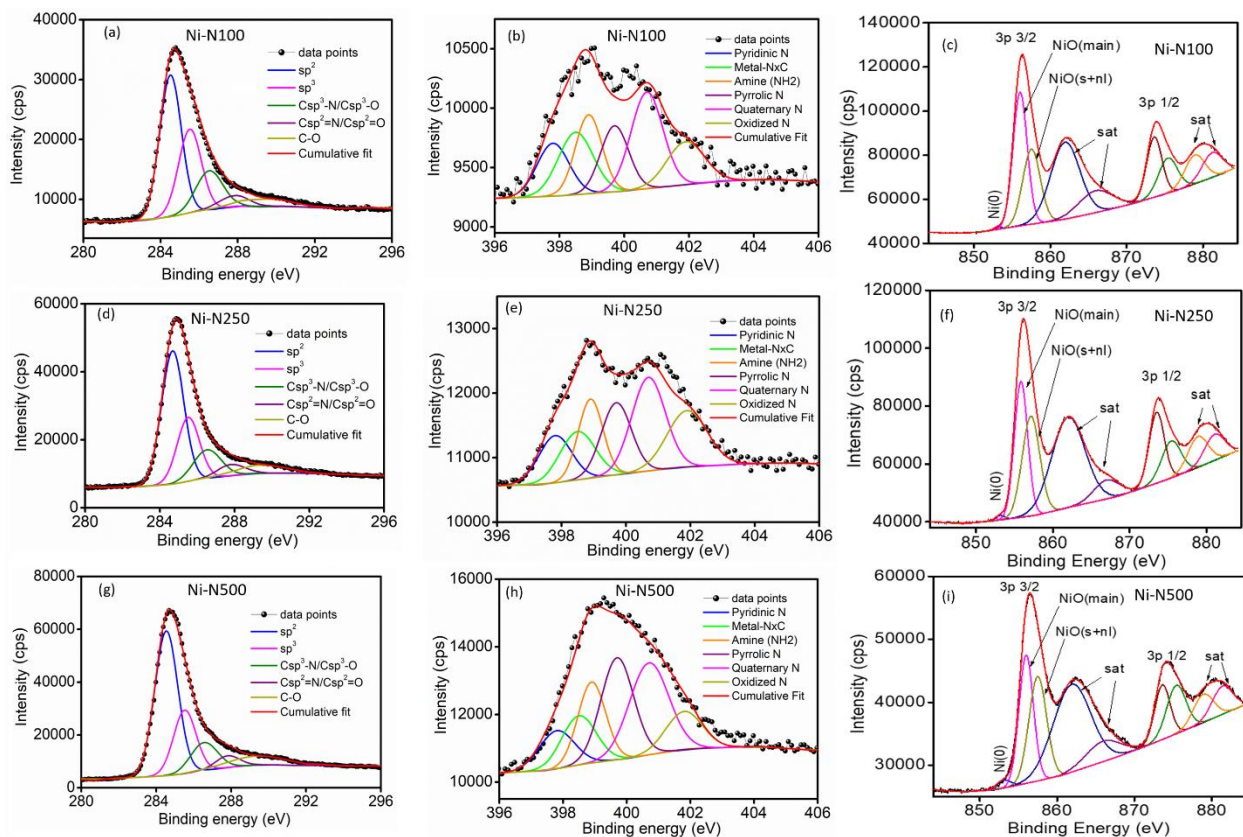 (a)
Ni-N100
data points
sp²
sp³
Csp³-N/Csp³-O
Csp²=N/Csp²=O
C-O
Cumulative fit
Intensity (cps)
40000
30000
20000
10000
0
280 284 288 292 296
Binding energy (eV)
(b)
Ni-N100
data points
Pyridinic N
Metal-NxC
Amine (NH2)
Pyrrolic N
Quaternary N
Oxidized N
Cumulative Fit
Intensity (cps)
10500
10000
9500
9000
396 398 400 402 404 406
Binding energy (eV)
(c)
Ni-N100
3p 3/2
NiO(main)
NiO(s+nl)
3p 1/2
sat
sat
Ni(0)
Intensity (cps)
140000
120000
100000
80000
60000
40000
850 860 870 880
Binding Energy (eV)
(d)
Ni-N250
data points
sp²
sp³
Csp³-N/Csp³-O
Csp²=N/Csp²=O
C-O
Cumulative fit
Intensity (cps)
60000
40000
20000
0
280 284 288 292 296
Binding energy (eV)
(e)
Ni-N250
data points
Pyridinic N
Metal-NxC
Amine (NH2)
Pyrrolic N
Quaternary N
Oxidized N
Cumulative Fit
Intensity (cps)
13000
12000
11000
10000
396 398 400 402 404 406
Binding energy (eV)
(f)
Ni-N250
3p 3/2
NiO(main)
NiO(s+nl)
3p 1/2
sat
sat
Ni(0)
Intensity (cps)
120000
100000
80000
60000
40000
850 860 870 880
Binding Energy (eV)
(g)
Ni-N500
data points
sp²
sp³
Csp³-N/Csp³-O
Csp²=N/Csp²=O
C-O
Cumulative fit
Intensity (cps)
80000
60000
40000
20000
0
280 284 288 292 296
Binding energy (eV)
(h)
Ni-N500
data points
Pyridinic N
Metal-NxC
Amine (NH2)
Pyrrolic N
Quaternary N
Oxidized N
Cumulative Fit
Intensity (cps)
16000
14000
12000
10000
396 398 400 402 404 406
Binding energy (eV)
(i)
Ni-N500
3p 3/2
NiO(main)
NiO(s+nl)
3p 1/2
sat
sat
Ni(0)
Intensity (cps)
60000
50000
40000
30000
850 860 870 880
Binding Energy (eV)